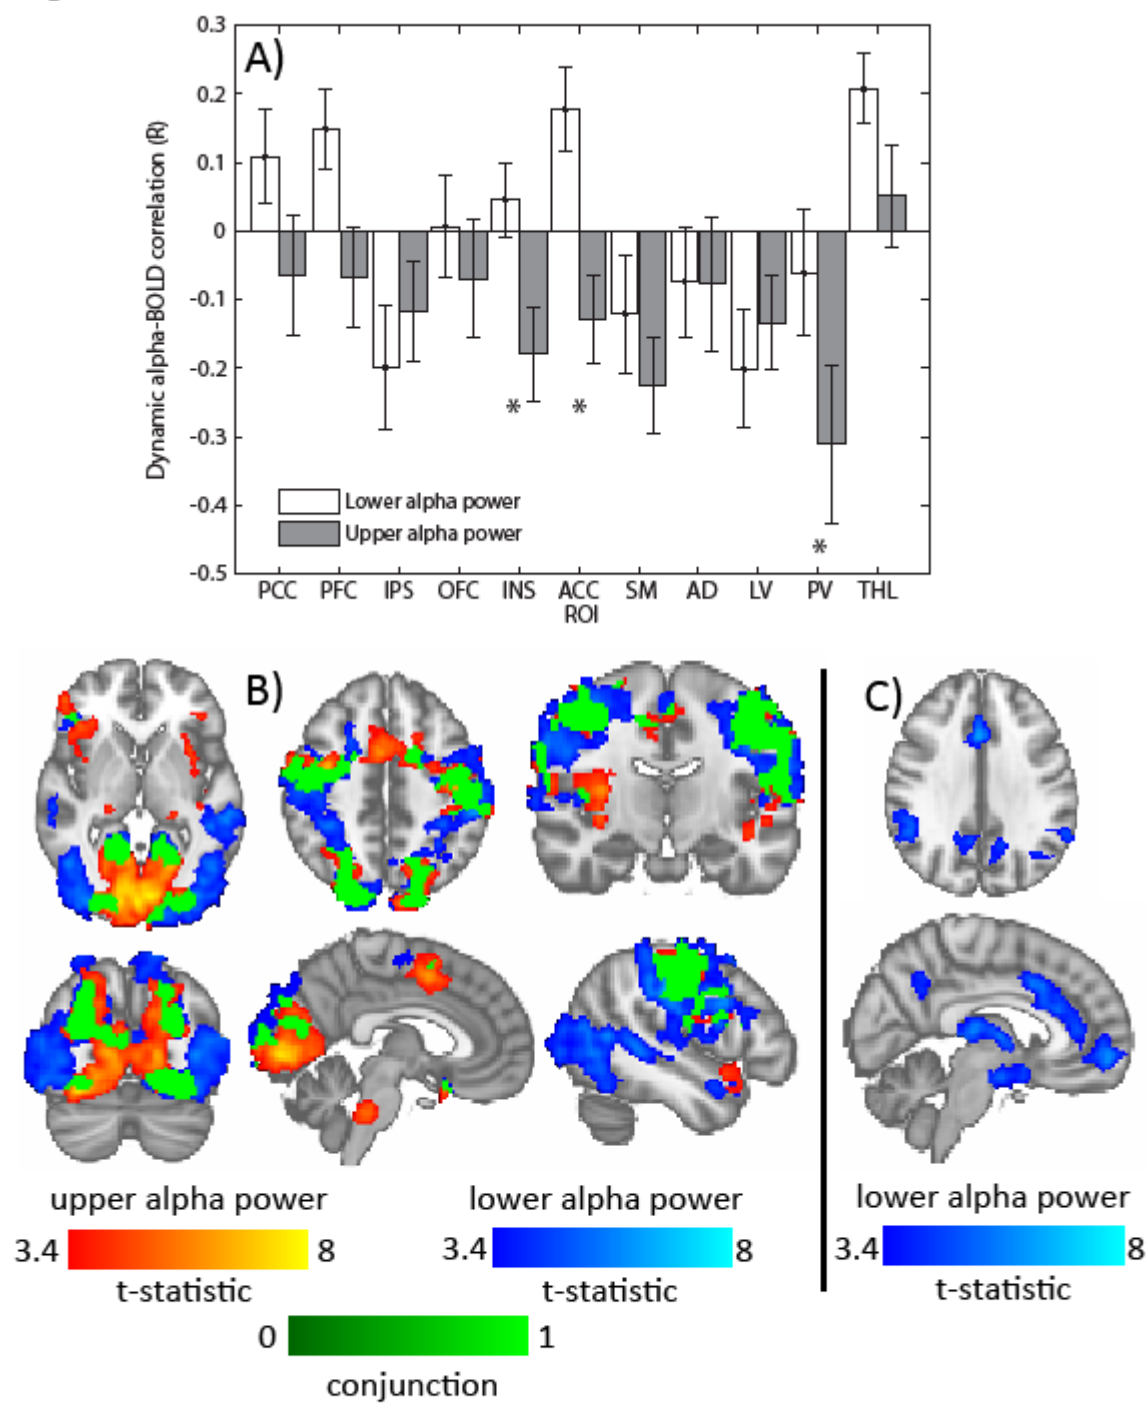 A)
0.3
0.2
0.1
0
-0.1
-0.2
-0.3
-0.4
-0.5
Dynamic alpha-BOLD correlation (R)
* * *
Lower alpha power
Upper alpha power
PCC PFC IPS OFC INS ACC SM AD LV PV THL
ROI
B)
C)
upper alpha power
3.4 8
t-statistic
lower alpha power
3.4 8
t-statistic
lower alpha power
3.4 8
t-statistic
0 1
conjunction